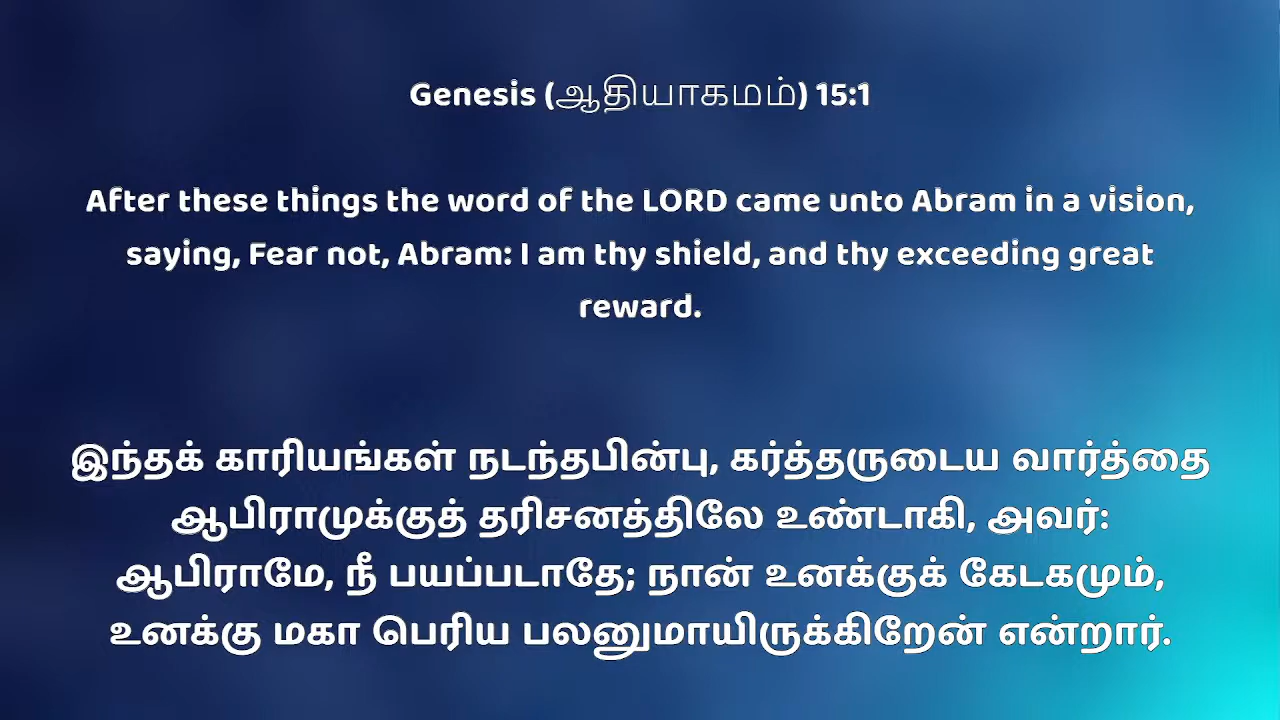 Genesis (ஆதியாகமம்) 15:1
After these things the word of the LORD came unto Abram in a vision,
saying, Fear not, Abram: I am thy shield, and thy exceeding great
reward.
இந்தக் காரியங்கள் நடந்தபின்பு, கர்த்தருடைய வார்த்தை
ஆபிராமுக்குத் தரிசனத்திலே உண்டாகி, அவர்:
ஆபிராமே, நீ பயப்படாதே; நான் உனக்குக் கேடகமும்,
உனக்கு மகா பெரிய பலனுமாயிருக்கிறேன் என்றார்.